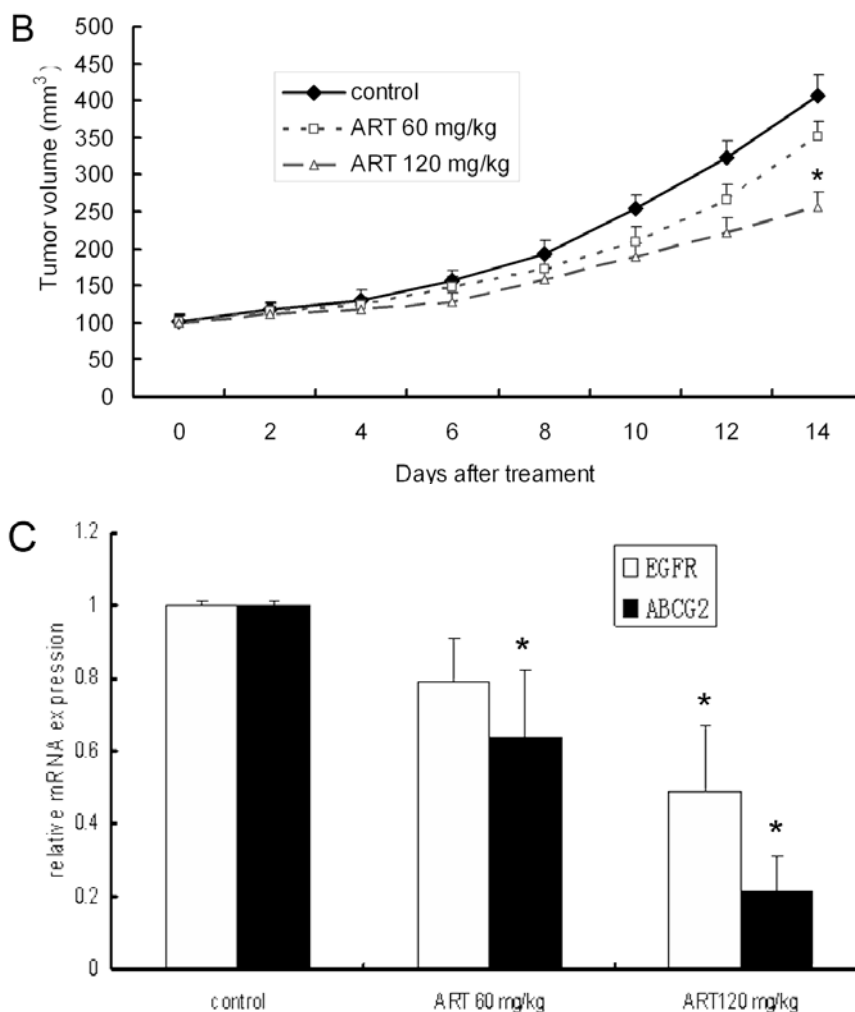 B
Tumor volume (mm³)
500
450
400
350
300
250
200
150
100
50
0
control
ART 60 mg/kg
ART 120 mg/kg
*
0 2 4 6 8 10 12 14
Days after treament
C
relative mRNA expression
1.2
1
0.8
0.6
0.4
0.2
0
EGFR
ABCG2
*
*
*
control ART 60 mg/kg ART120 mg/kg